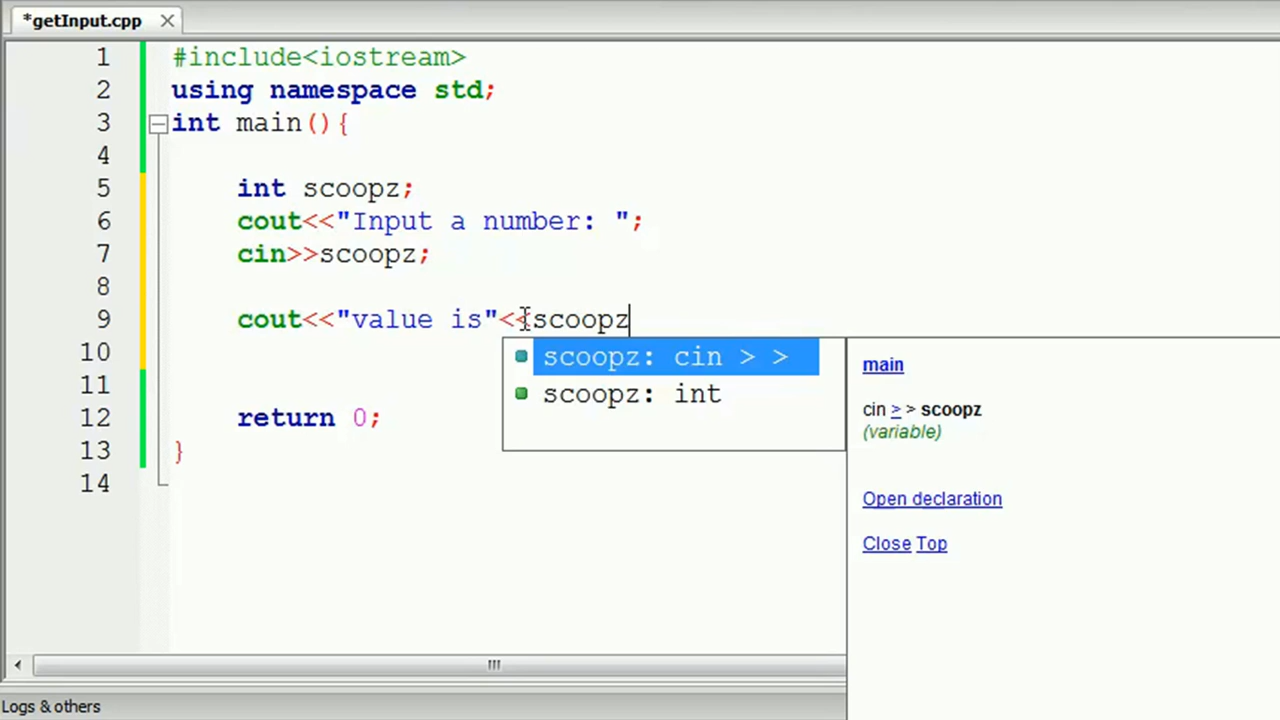 *getInput.cpp
1 #include<iostream>
2 using namespace std;
3 int main(){
4
5 int scoopz;
6 cout<<"Input a number: ";
7 cin>>scoopz;
8
9 cout<<"value is"<<scoopz
10
11
12 return 0;
13 }
14
scoopz: cin > >
scoopz: int
main
cin > > scoopz
(variable)
Open declaration
Close Top
Logs & others